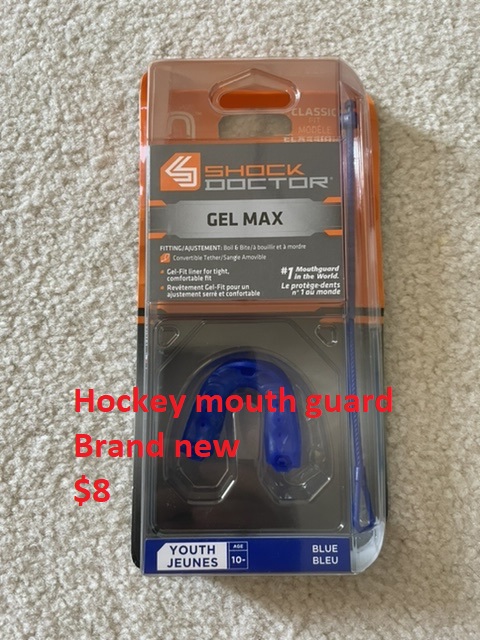 CLASSIC
MODÈLE
SHOCK
DOCTOR
GEL MAX
FITTING/AJUSTEMENT: Boil & Bite/à bouillir et à mordre
Convertible Tether/Sangle Amovible
• Gel-Fit liner for tight,
comfortable fit
• Revêtement Gel-Fit pour un
ajustement serré et confortable
#1 Mouthguard
in the World.
Le protège-dents
n° 1 au monde
Hockey mouth guard
Brand new
$8
YOUTH
JEUNES
AGE
10+
BLUE
BLEU